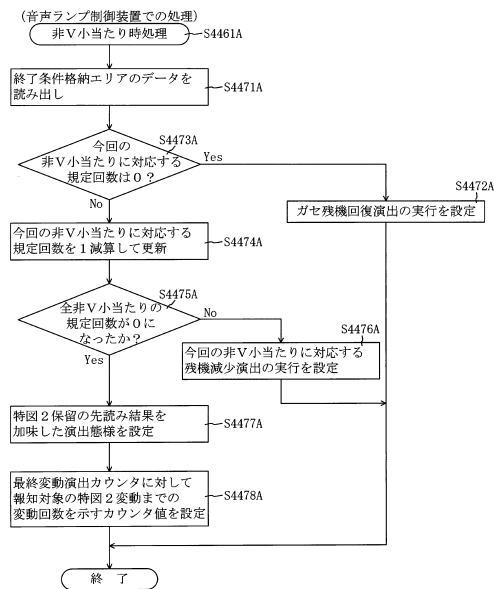 (音声ランプ制御装置での処理)
非V小当たり時処理
S4461A
終了条件格納エリアのデータを
読み出し
S4471A
S4473A
今回の
非V小当たりに対応する
規定回数は0?
Yes
No
S4472A
ガセ残機回復演出の実行を設定
今回の非V小当たりに対応する
規定回数を1減算して更新
S4474A
S4475A
全非V小当たりの
規定回数が0に
なったか?
No
Yes
S4476A
今回の非V小当たりに対応する
残機減少演出の実行を設定
特図2保留の先読み結果を
加味した演出態様を設定
S4477A
最終変動演出カウンタに対して
報知対象の特図2変動までの
変動回数を示すカウンタ値を設定
S4478A
終 了